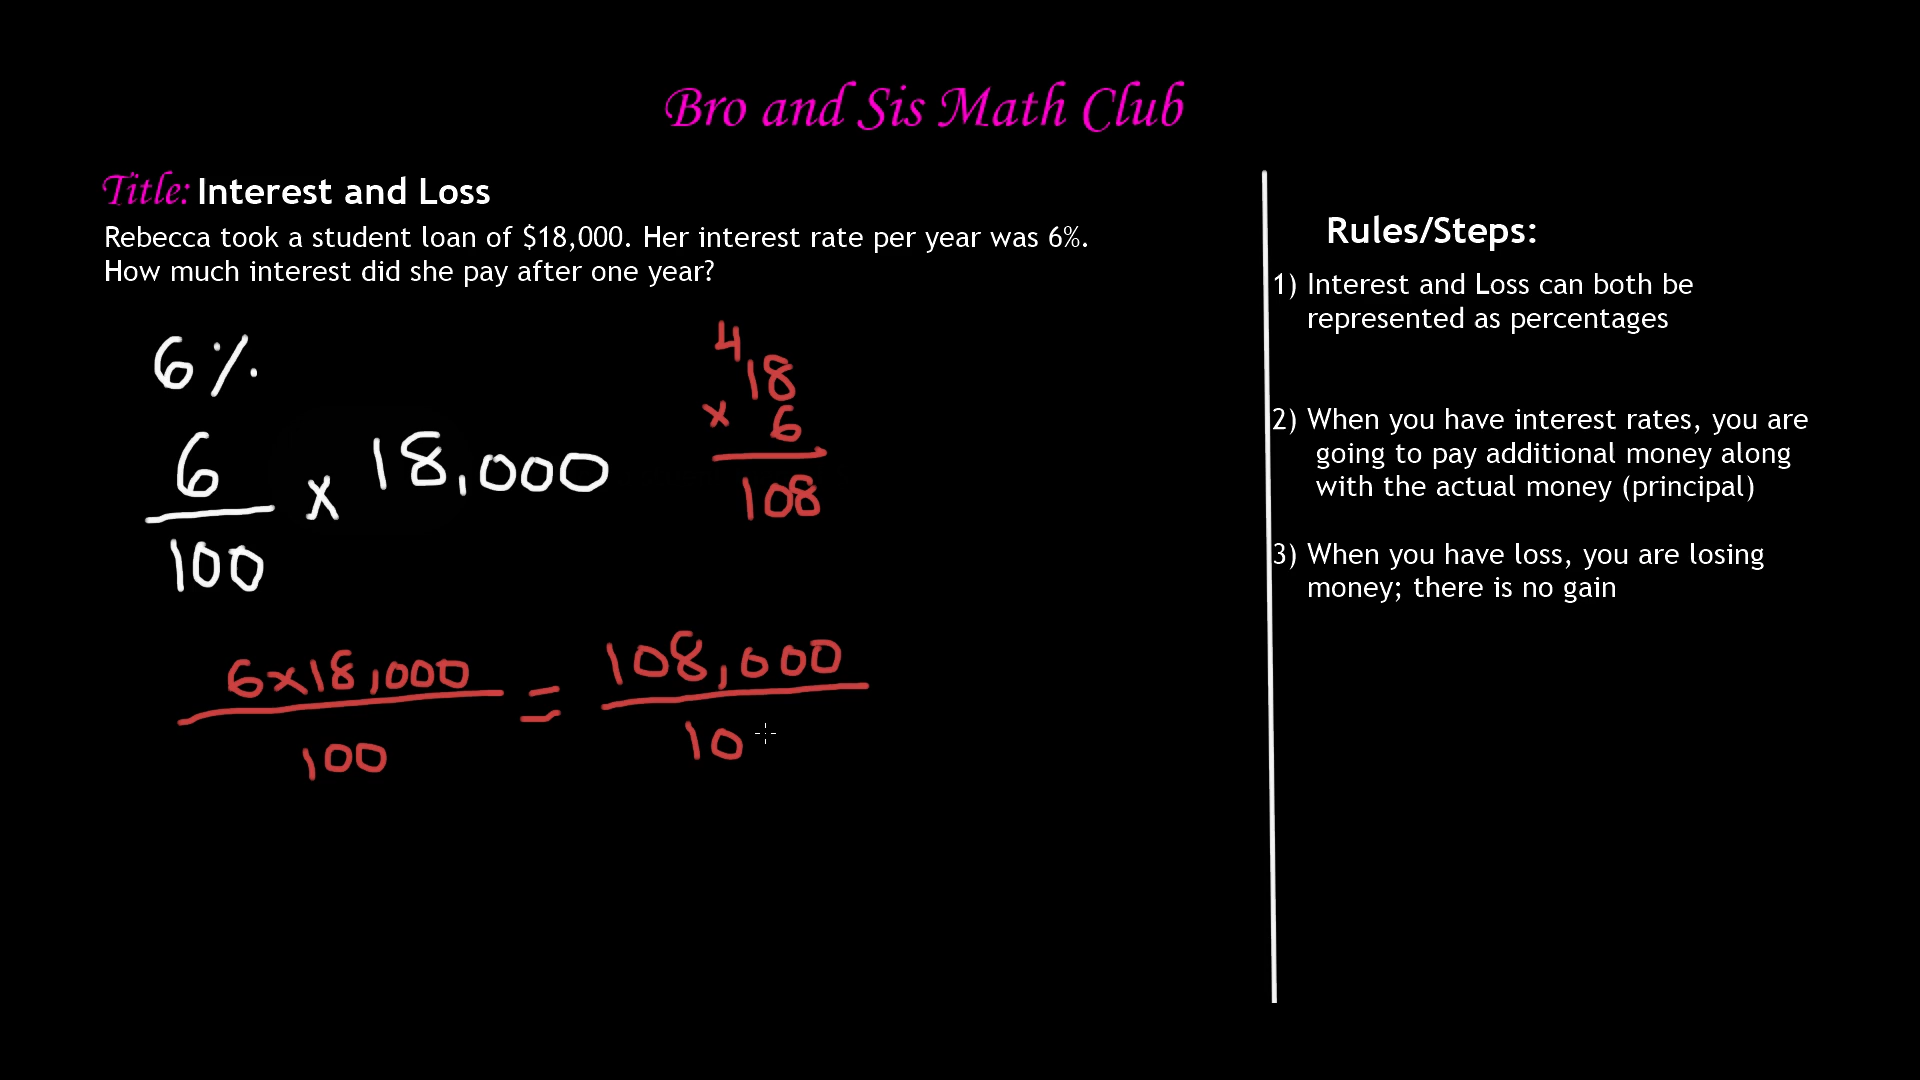 Bro and Sis Math Club
Title: Interest and Loss
Rebecca took a student loan of $18,000. Her interest rate per year was 6%.
How much interest did she pay after one year?
6%
6
100
x 18,000
4
18
x 6
108
6x18,000
100
=
108,000
10
Rules/Steps:
1) Interest and Loss can both be
represented as percentages
2) When you have interest rates, you are
going to pay additional money along
with the actual money (principal)
3) When you have loss, you are losing
money; there is no gain